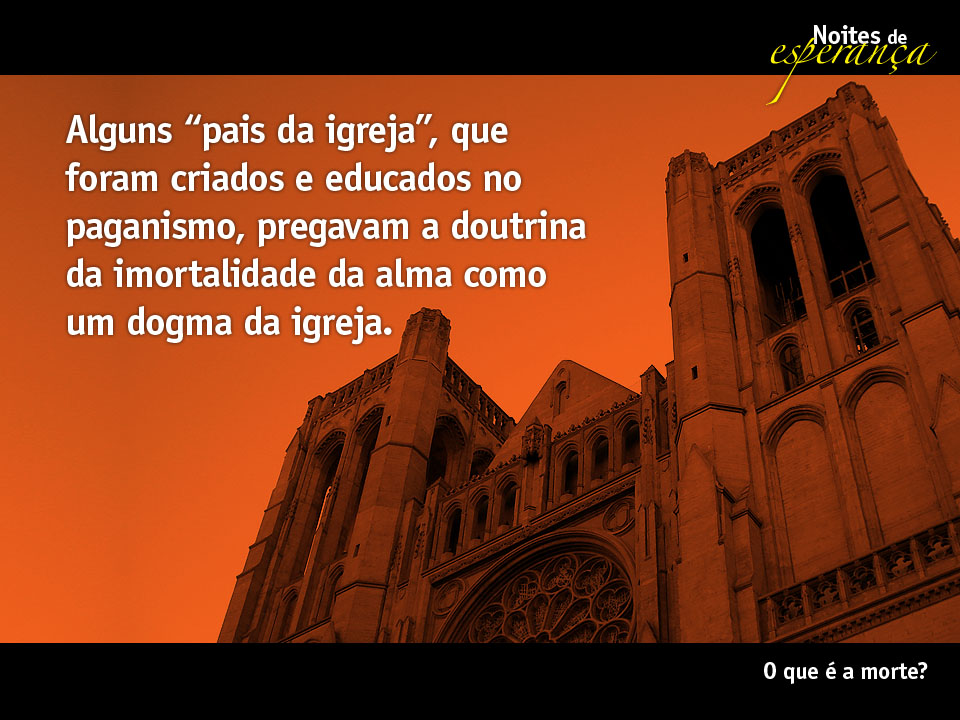 Noites de
esperança
Alguns “pais da igreja”, que
foram criados e educados no
paganismo, pregavam a doutrina
da imortalidade da alma como
um dogma da igreja.
O que é a morte?